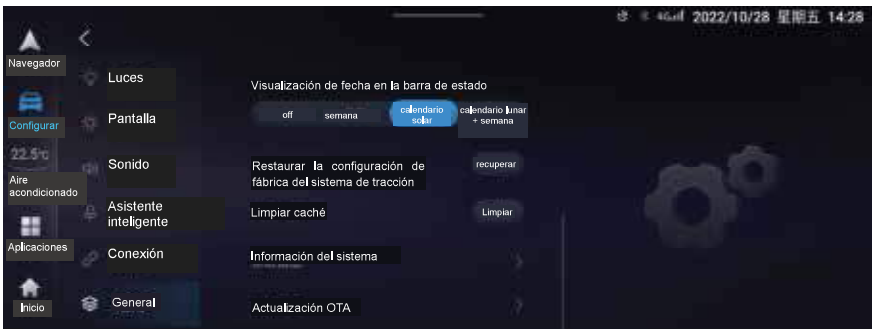 4G 2022/10/28 星期五 14:28
Navegador
Configurar
22.5°c
Aire
acondicionado
Aplicaciones
Inicio
Luces
Pantalla
Sonido
Asistente
inteligente
Conexión
General
Visualización de fecha en la barra de estado
off semana calendario solar calendario lunar + semana
Restaurar la configuración de
fábrica del sistema de tracción
recuperar
Limpiar caché
Limpiar
Información del sistema
Actualización OTA